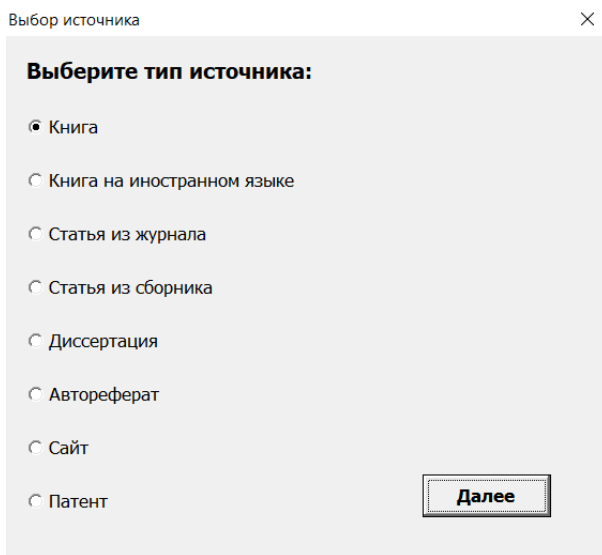 Выбор источника
Выберите тип источника:
Книга
Книга на иностранном языке
Статья из журнала
Статья из сборника
Диссертация
Автореферат
Сайт
Патент
Далее